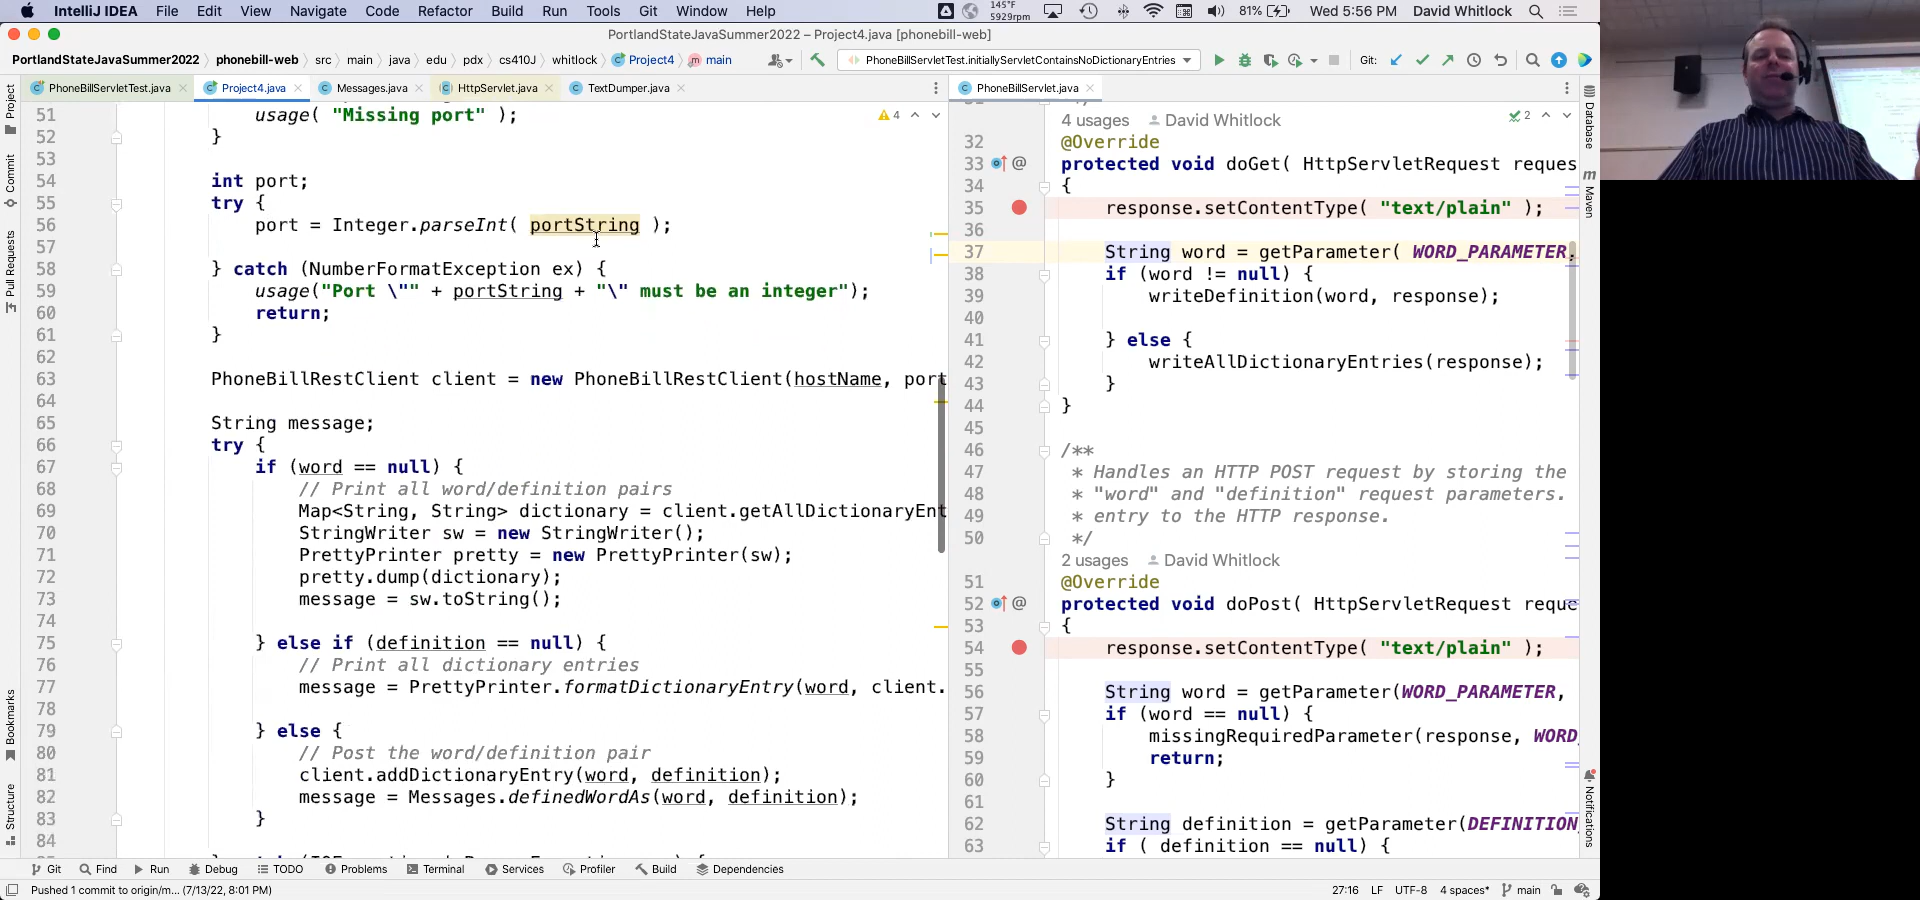 IntelliJ IDEA File Edit View Navigate Code Refactor Build Run Tools Git Window Help 145°F 5929rpm 81% Wed 5:56 PM David Whitlock
PortlandStateJavaSummer2022 – Project4.java [phonebill-web]
PortlandStateJavaSummer2022 phonebill-web src main java edu pdx cs410J whitlock Project4 main PhoneBillServletTest.initiallyServletContainsNoDictionaryEntries Git:
PhoneBillServletTest.java Project4.java Messages.java HttpServlet.java TextDumper.java PhoneBillServlet.java
Project
Commit
Pull Requests
Bookmarks
Structure
4
51 usage( "Missing port" );
52 }
53
54 int port;
55 try {
56 port = Integer.parseInt( portString );
57
58 } catch (NumberFormatException ex) {
59 usage("Port \"" + portString + "\" must be an integer");
60 return;
61 }
62
63 PhoneBillRestClient client = new PhoneBillRestClient(hostName, port
64
65 String message;
66 try {
67 if (word == null) {
68 // Print all word/definition pairs
69 Map<String, String> dictionary = client.getAllDictionaryEnt
70 StringWriter sw = new StringWriter();
71 PrettyPrinter pretty = new PrettyPrinter(sw);
72 pretty.dump(dictionary);
73 message = sw.toString();
74
75 } else if (definition == null) {
76 // Print all dictionary entries
77 message = PrettyPrinter.formatDictionaryEntry(word, client.
78
79 } else {
80 // Post the word/definition pair
81 client.addDictionaryEntry(word, definition);
82 message = Messages.definedWordAs(word, definition);
83 }
84
4 usages David Whitlock
2
32 @Override
33 @ protected void doGet( HttpServletRequest reques
34 {
35 response.setContentType( "text/plain" );
36
37 String word = getParameter( WORD_PARAMETER,
38 if (word != null) {
39 writeDefinition(word, response);
40
41 } else {
42 writeAllDictionaryEntries(response);
43 }
44 }
45
46 /**
47 * Handles an HTTP POST request by storing the
48 * "word" and "definition" request parameters.
49 * entry to the HTTP response.
50 */
2 usages David Whitlock
51 @Override
52 @ protected void doPost( HttpServletRequest reque
53 {
54 response.setContentType( "text/plain" );
55
56 String word = getParameter(WORD_PARAMETER,
57 if (word == null) {
58 missingRequiredParameter(response, WORD
59 return;
60 }
61
62 String definition = getParameter(DEFINITION
63 if ( definition == null) {
Database
m Maven
Notifications
Git Find Run TODO Debug Problems Terminal Services Profiler Build Dependencies
Pushed 1 commit to origin/m... (7/13/22, 8:01 PM) 27:16 LF UTF-8 4 spaces* main